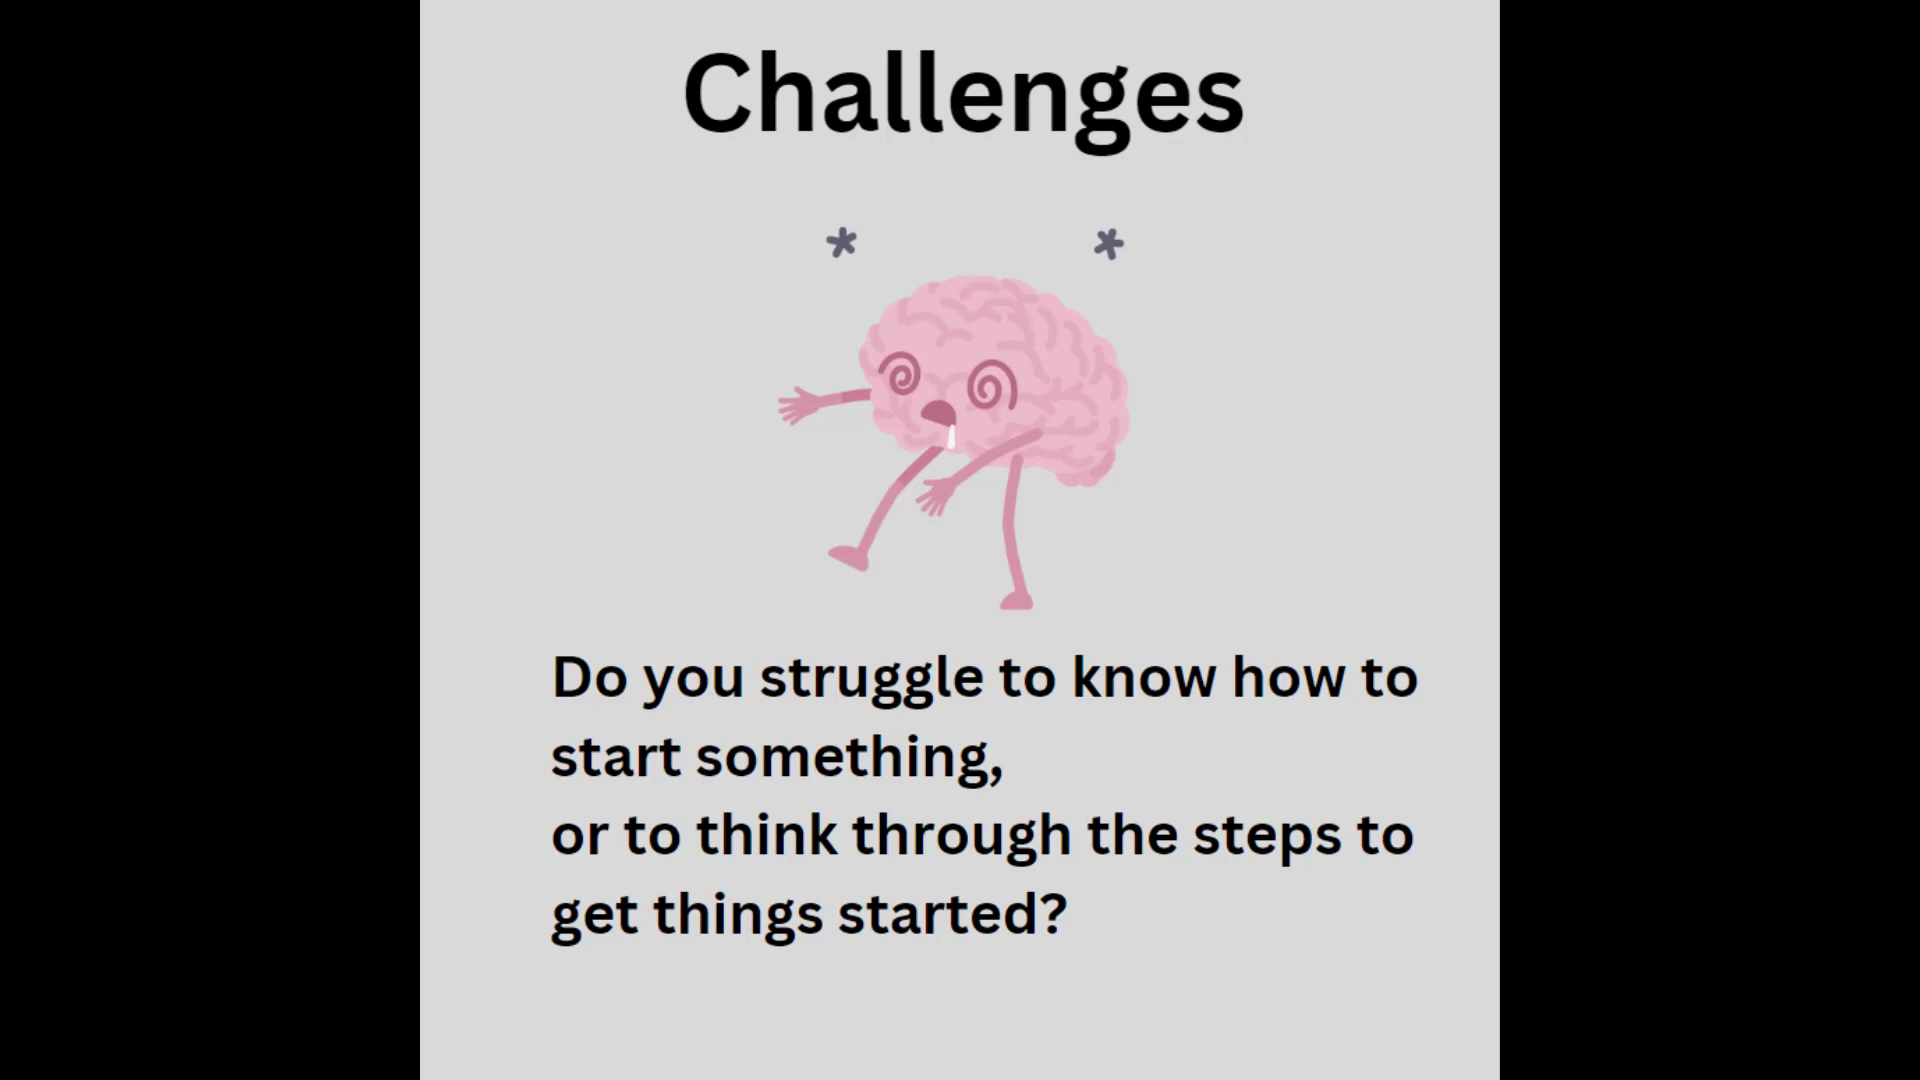 Challenges
Do you struggle to know how to
start something,
or to think through the steps to
get things started?